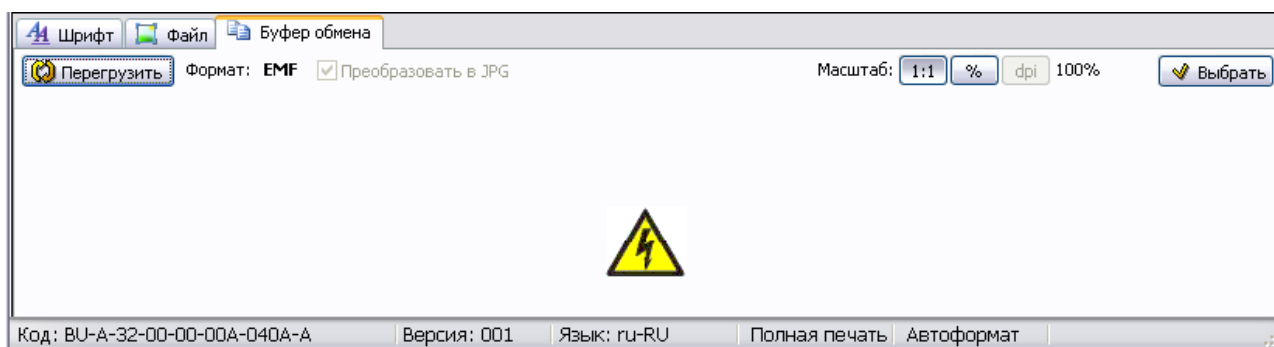 Шрифт Файл Буфер обмена
Перегрузить Формат: EMF Преобразовать в JPG Масштаб: 1:1 % dpi 100% Выбрать
Код: BU-A-32-00-00-00A-040A-A Версия: 001 Язык: ru-RU Полная печать Автоформат